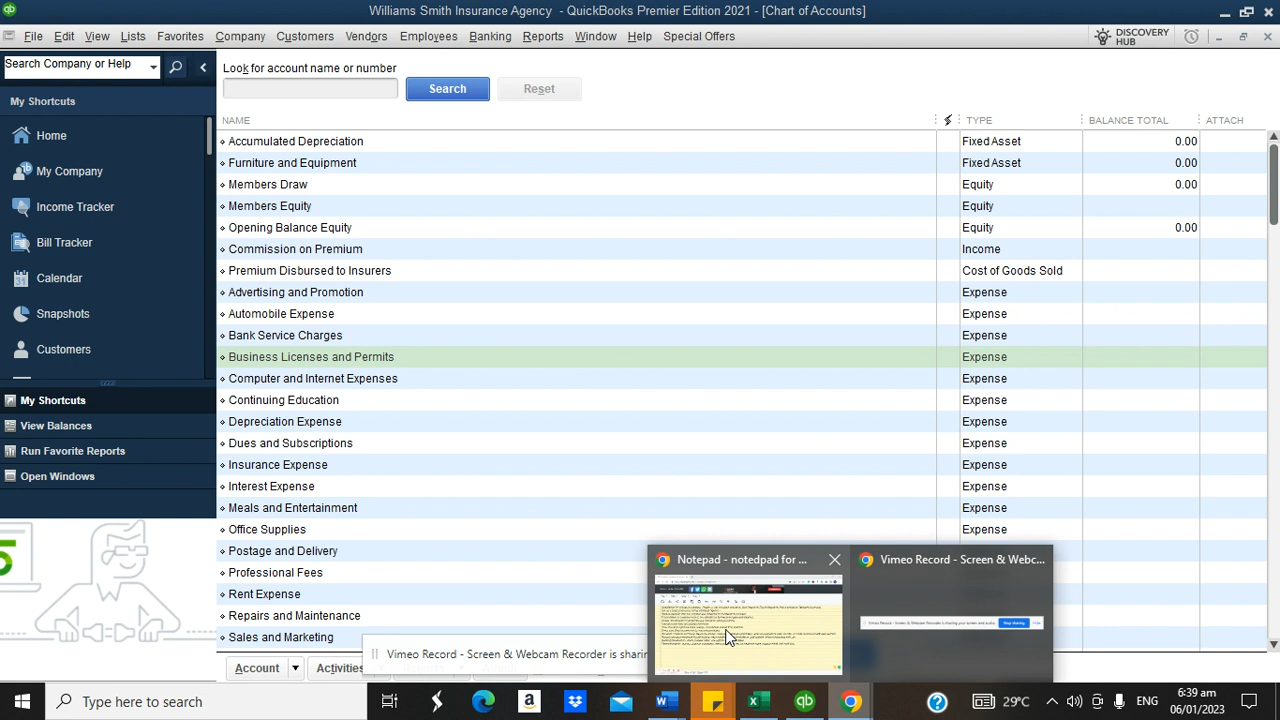 Williams Smith Insurance Agency - QuickBooks Premier Edition 2021 - [Chart of Accounts]
File Edit View Lists Favorites Company Customers Vendors Employees Banking Reports Window Help Special Offers
DISCOVERY HUB
Search Company or Help
Look for account name or number
Search Reset
My Shortcuts
Home
My Company
Income Tracker
Bill Tracker
Calendar
Snapshots
Customers
My Shortcuts
View Balances
Run Favorite Reports
Open Windows
NAME TYPE BALANCE TOTAL ATTACH
Accumulated Depreciation Fixed Asset 0.00
Furniture and Equipment Fixed Asset 0.00
Members Draw Equity 0.00
Members Equity Equity
Opening Balance Equity Equity 0.00
Commission on Premium Income
Premium Disbursed to Insurers Cost of Goods Sold
Advertising and Promotion Expense
Automobile Expense Expense
Bank Service Charges Expense
Business Licenses and Permits Expense
Computer and Internet Expenses Expense
Continuing Education Expense
Depreciation Expense Expense
Dues and Subscriptions Expense
Insurance Expense Expense
Interest Expense Expense
Meals and Entertainment Expense
Office Supplies Expense
Postage and Delivery
Professional Fees
Rent Expense
Repairs and Maintenance
Sales and Marketing
Notepad - notedpad for ...
Vimeo Record - Screen & Webc...
Stop sharing Hide
Vimeo Record - Screen & Webcam Recorder is sharin
Account Activities
Type here to search
29°C
ENG
6:39 am
06/01/2023